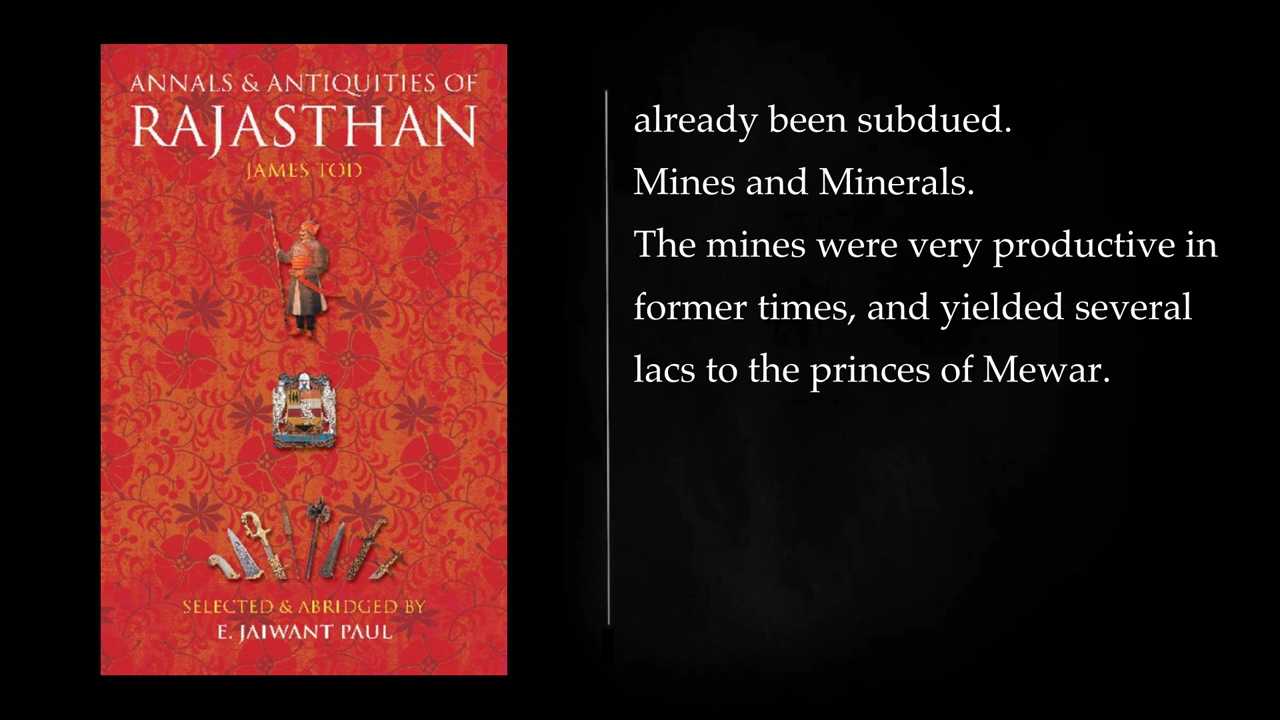 ANNALS & ANTIQUITIES OF
RAJASTHAN
JAMES TOD
SELECTED & ABRIDGED BY
E. JAIWANT PAUL
already been subdued.
Mines and Minerals.
The mines were very productive in
former times, and yielded several
lacs to the princes of Mewar.